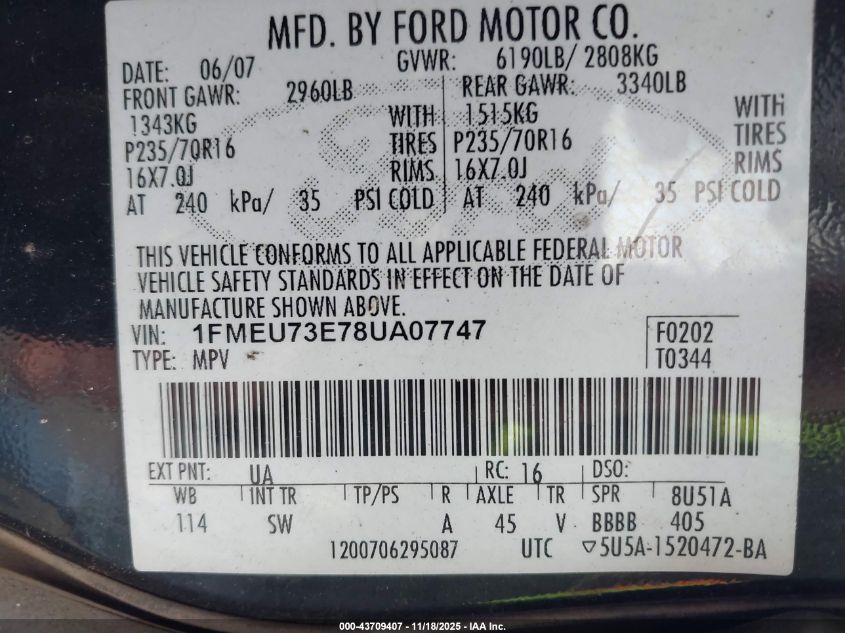 MFD. BY FORD MOTOR CO.
DATE: 06/07 GVWR: 6190LB/ 2808KG
FRONT GAWR: 2960LB REAR GAWR: 3340LB
1343KG WITH 1515KG WITH
P235/70R16 TIRES P235/70R16 TIRES
16X7.0J RIMS 16X7.0J RIMS
AT 240 kPa/ 35 PSI COLD AT 240 kPa/ 35 PSI COLD
THIS VEHICLE CONFORMS TO ALL APPLICABLE FEDERAL MOTOR
VEHICLE SAFETY STANDARDS IN EFFECT ON THE DATE OF
MANUFACTURE SHOWN ABOVE.
VIN: 1FMEU73E78UA07747 F0202
TYPE: MPV T0344
EXT PNT: UA RC: 16 DSO:
WB INT TR TP/PS R AXLE TR SPR 8U51A
114 SW A 45 V BBBB 405
1200706295087 UTC ▽5U5A-1520472-BA
000-43709407 - 11/18/2025 - IAA Inc.